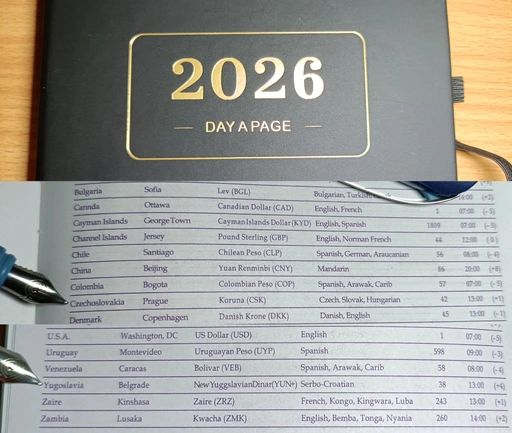 2026
DAY A PAGE
Bulgaria Sofia Lev (BGL) Bulgarian, Turkish
Canada Ottawa Canadian Dollar (CAD) English, French 1 07:00 (-5)
Cayman Islands George Town Cayman Islands Dollar (KYD) English, Spanish 1809 07:00 (-5)
Channel Islands Jersey Pound Sterling (GBP) English, Norman French 44 12:00 (0)
Chile Santiago Chilean Peso (CLP) Spanish, German, Araucanian 56 08:00 (-4)
China Beijing Yuan Renminbi (CNY) Mandarin 86 20:00 (+8)
Colombia Bogota Colombian Peso (COP) Spanish, Arawak, Carib 57 07:00 (-5)
Czechoslovakia Prague Koruna (CSK) Czech, Slovak, Hungarian 42 13:00 (+1)
Denmark Copenhagen Danish Krone (DKK) Danish, English 45 13:00
U.S.A. Washington, DC US Dollar (USD) English 1 07:00 (-5)
Uruguay Montevideo Uruguayan Peso (UYP) Spanish 598 09:00 (-3)
Venezuela Caracas Bolivar (VEB) Spanish, Arawak, Carib 58 08:00 (-4)
Yugoslavia Belgrade New Yuggslavian Dinar (YUN+) Serbo-Croatian 38 13:00
Zaire Kinshasa Zaire (ZRZ) French, Kongo, Kingwara, Luba 243 13:00 (+1)
Zambia Lusaka Kwacha (ZMK) English, Bemba, Tonga, Nyania 260 14:00 (+2)